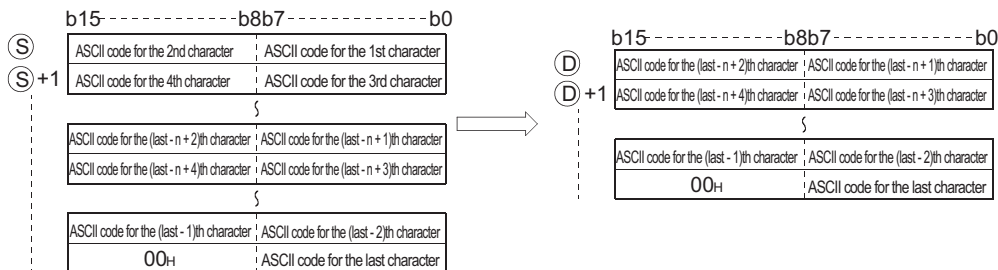 b15 b8b7 b0
S ASCII code for the 2nd character ASCII code for the 1st character
S +1 ASCII code for the 4th character ASCII code for the 3rd character
ASCII code for the (last - n + 2)th character ASCII code for the (last - n + 1)th character
ASCII code for the (last - n + 4)th character ASCII code for the (last - n + 3)th character
ASCII code for the (last - 1)th character ASCII code for the (last - 2)th character
00H ASCII code for the last character
b15 b8b7 b0
D ASCII code for the (last - n + 2)th character ASCII code for the (last - n + 1)th character
D +1 ASCII code for the (last - n + 4)th character ASCII code for the (last - n + 3)th character
ASCII code for the (last - 1)th character ASCII code for the (last - 2)th character
00H ASCII code for the last character